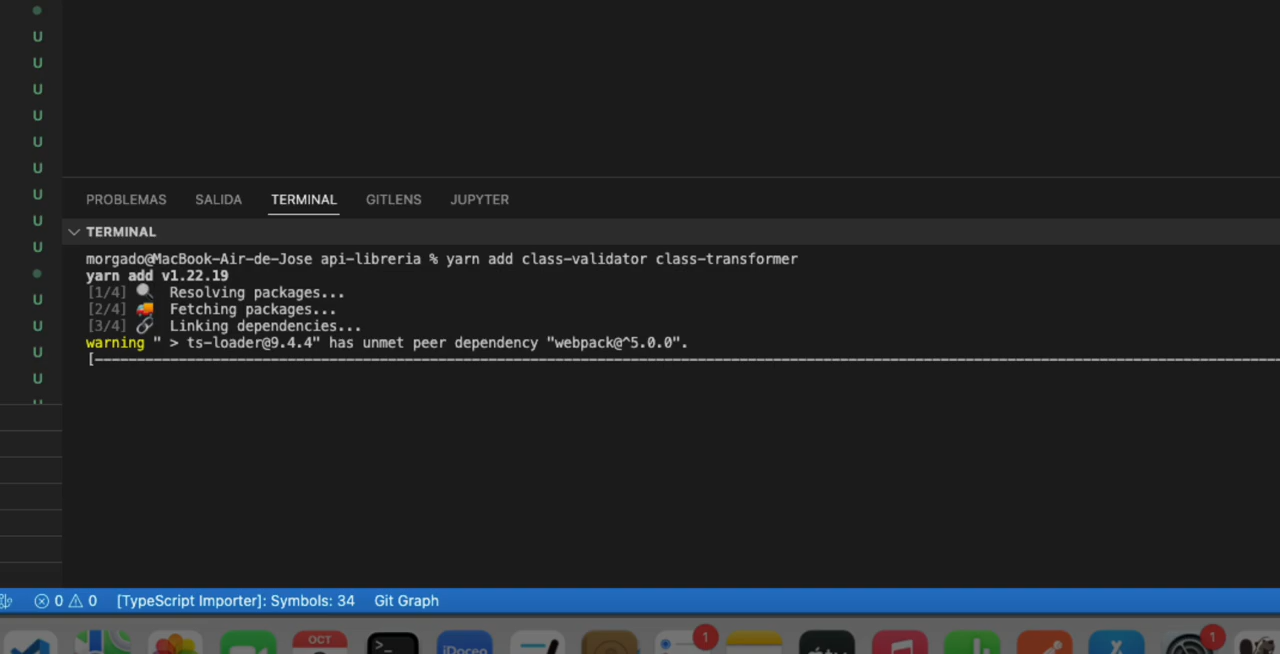 U
U
U
U
U
U
U
U
U
U
U
U
U
PROBLEMAS SALIDA TERMINAL GITLENS JUPYTER
TERMINAL
morgado@MacBook-Air-de-Jose api-libreria % yarn add class-validator class-transformer
yarn add v1.22.19
[1/4] 🔍 Resolving packages...
[2/4] 🚚 Fetching packages...
[3/4] 🔗 Linking dependencies...
warning " > ts-loader@9.4.4" has unmet peer dependency "webpack@^5.0.0".
[
0 0 [TypeScript Importer]: Symbols: 34 Git Graph
OCT
>_
iDoceo
1
1